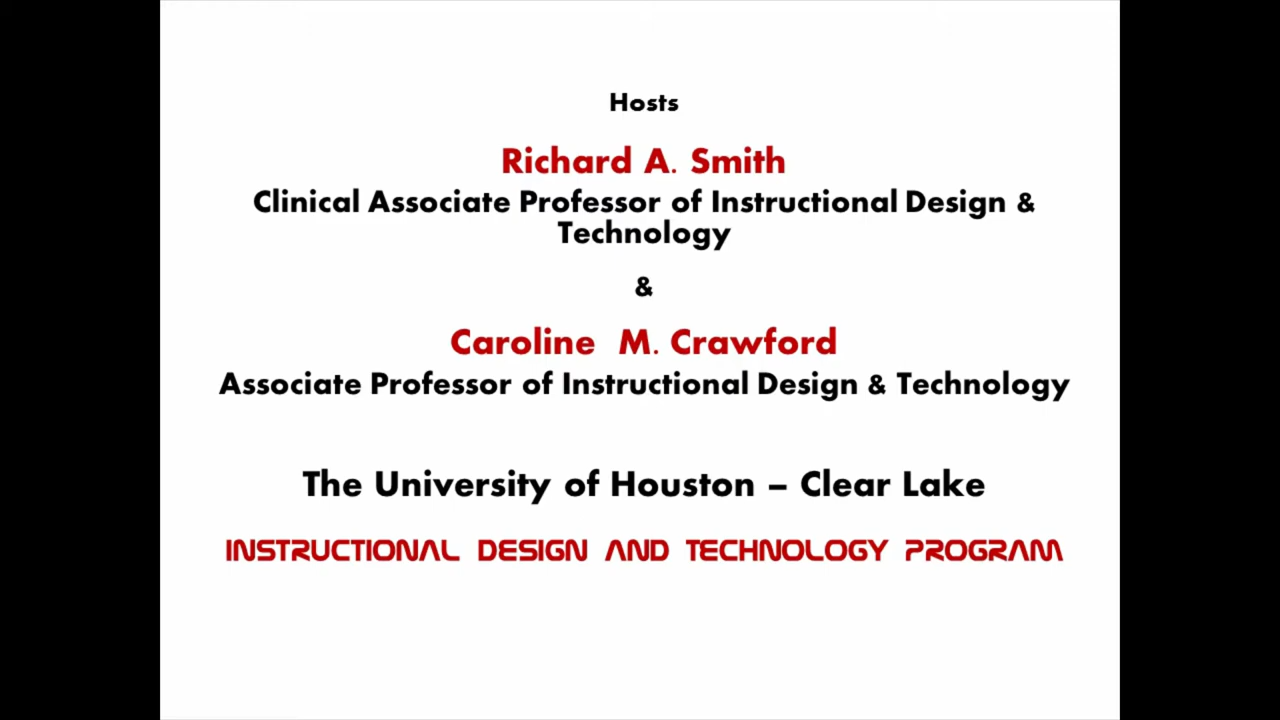 Hosts
Richard A. Smith
Clinical Associate Professor of Instructional Design &
Technology
&
Caroline M. Crawford
Associate Professor of Instructional Design & Technology
The University of Houston – Clear Lake
INSTRUCTIONAL DESIGN AND TECHNOLOGY PROGRAM